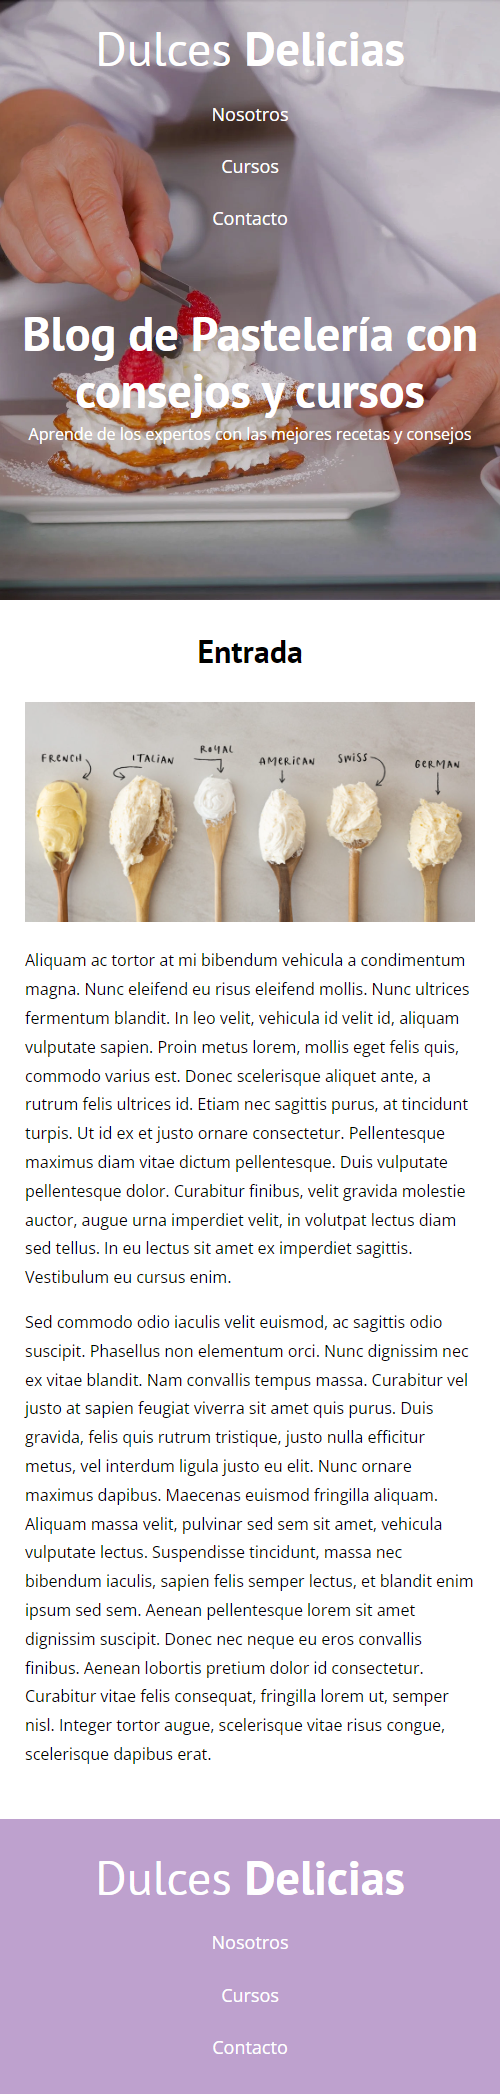 Dulces Delicias
Nosotros
Cursos
Contacto
Blog de Pastelería con
consejos y cursos
Aprende de los expertos con las mejores recetas y consejos
Entrada
FRENCH
ITALIAN
ROYAL
AMERICAN
SWISS
GERMAN
Aliquam ac tortor at mi bibendum vehicula a condimentum
magna. Nunc eleifend eu risus eleifend mollis. Nunc ultrices
fermentum blandit. In leo velit, vehicula id velit id, aliquam
vulputate sapien. Proin metus lorem, mollis eget felis quis,
commodo varius est. Donec scelerisque aliquet ante, a
rutrum felis ultrices id. Etiam nec sagittis purus, at tincidunt
turpis. Ut id ex et justo ornare consectetur. Pellentesque
maximus diam vitae dictum pellentesque. Duis vulputate
pellentesque dolor. Curabitur finibus, velit gravida molestie
auctor, augue urna imperdiet velit, in volutpat lectus diam
sed tellus. In eu lectus sit amet ex imperdiet sagittis.
Vestibulum eu cursus enim.
Sed commodo odio iaculis velit euismod, ac sagittis odio
suscipit. Phasellus non elementum orci. Nunc dignissim nec
ex vitae blandit. Nam convallis tempus massa. Curabitur vel
justo at sapien feugiat viverra sit amet quis purus. Duis
gravida, felis quis rutrum tristique, justo nulla efficitur
metus, vel interdum ligula justo eu elit. Nunc ornare
maximus dapibus. Maecenas euismod fringilla aliquam.
Aliquam massa velit, pulvinar sed sem sit amet, vehicula
vulputate lectus. Suspendisse tincidunt, massa nec
bibendum iaculis, sapien felis semper lectus, et blandit enim
ipsum sed sem. Aenean pellentesque lorem sit amet
dignissim suscipit. Donec nec neque eu eros convallis
finibus. Aenean lobortis pretium dolor id consectetur.
Curabitur vitae felis consequat, fringilla lorem ut, semper
nisl. Integer tortor augue, scelerisque vitae risus congue,
scelerisque dapibus erat.
Dulces Delicias
Nosotros
Cursos
Contacto